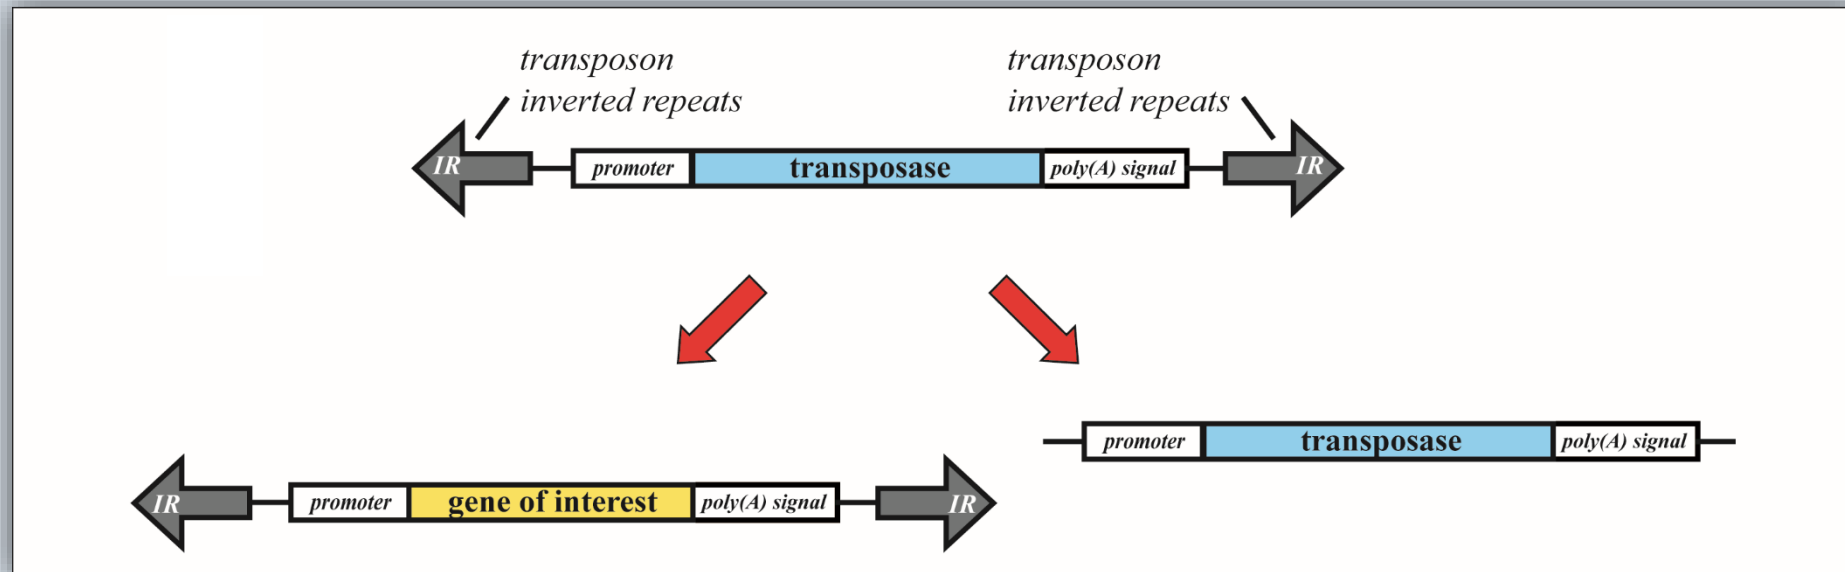 transposon
inverted repeats
transposon
inverted repeats
IR
promoter
transposase
poly(A) signal
IR
promoter
transposase
poly(A) signal
IR
promoter
gene of interest
poly(A) signal
IR